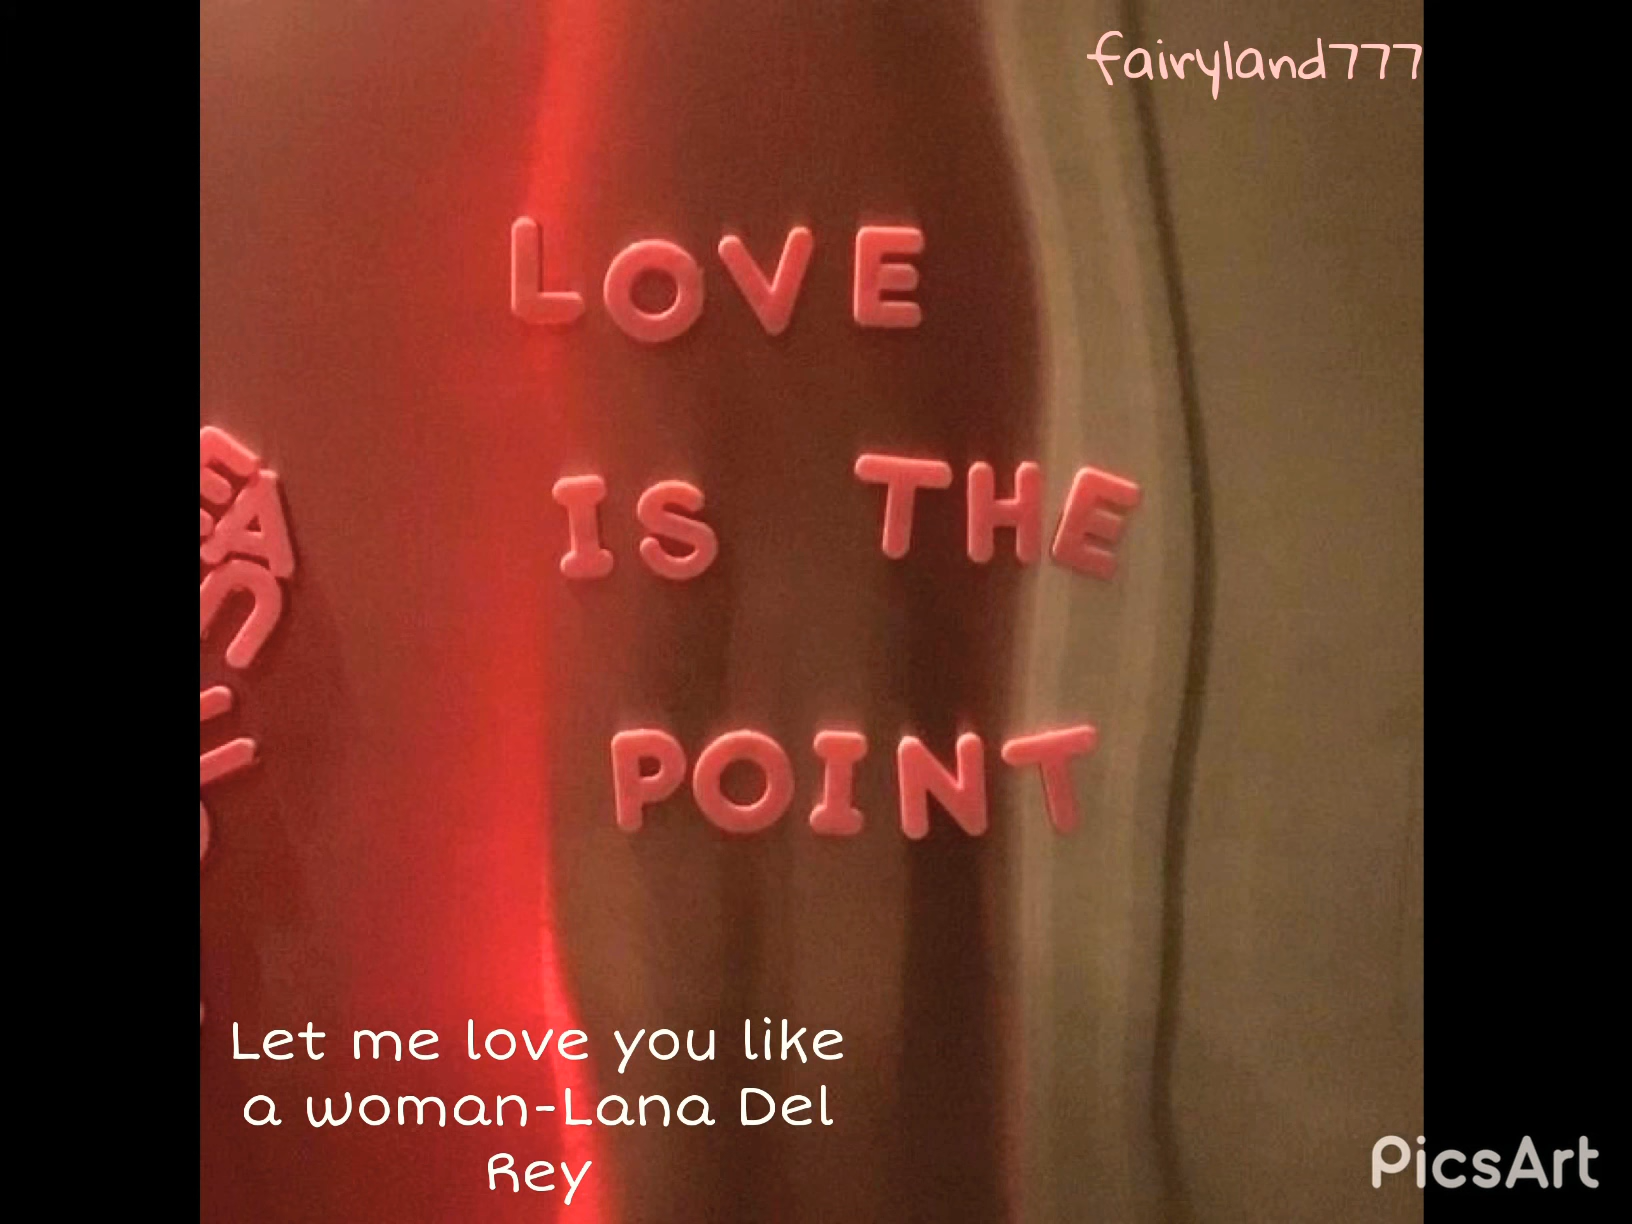 fairyland777
LOVE
IS THE
POINT
Let me love you like
a woman-Lana Del
Rey
PicsArt